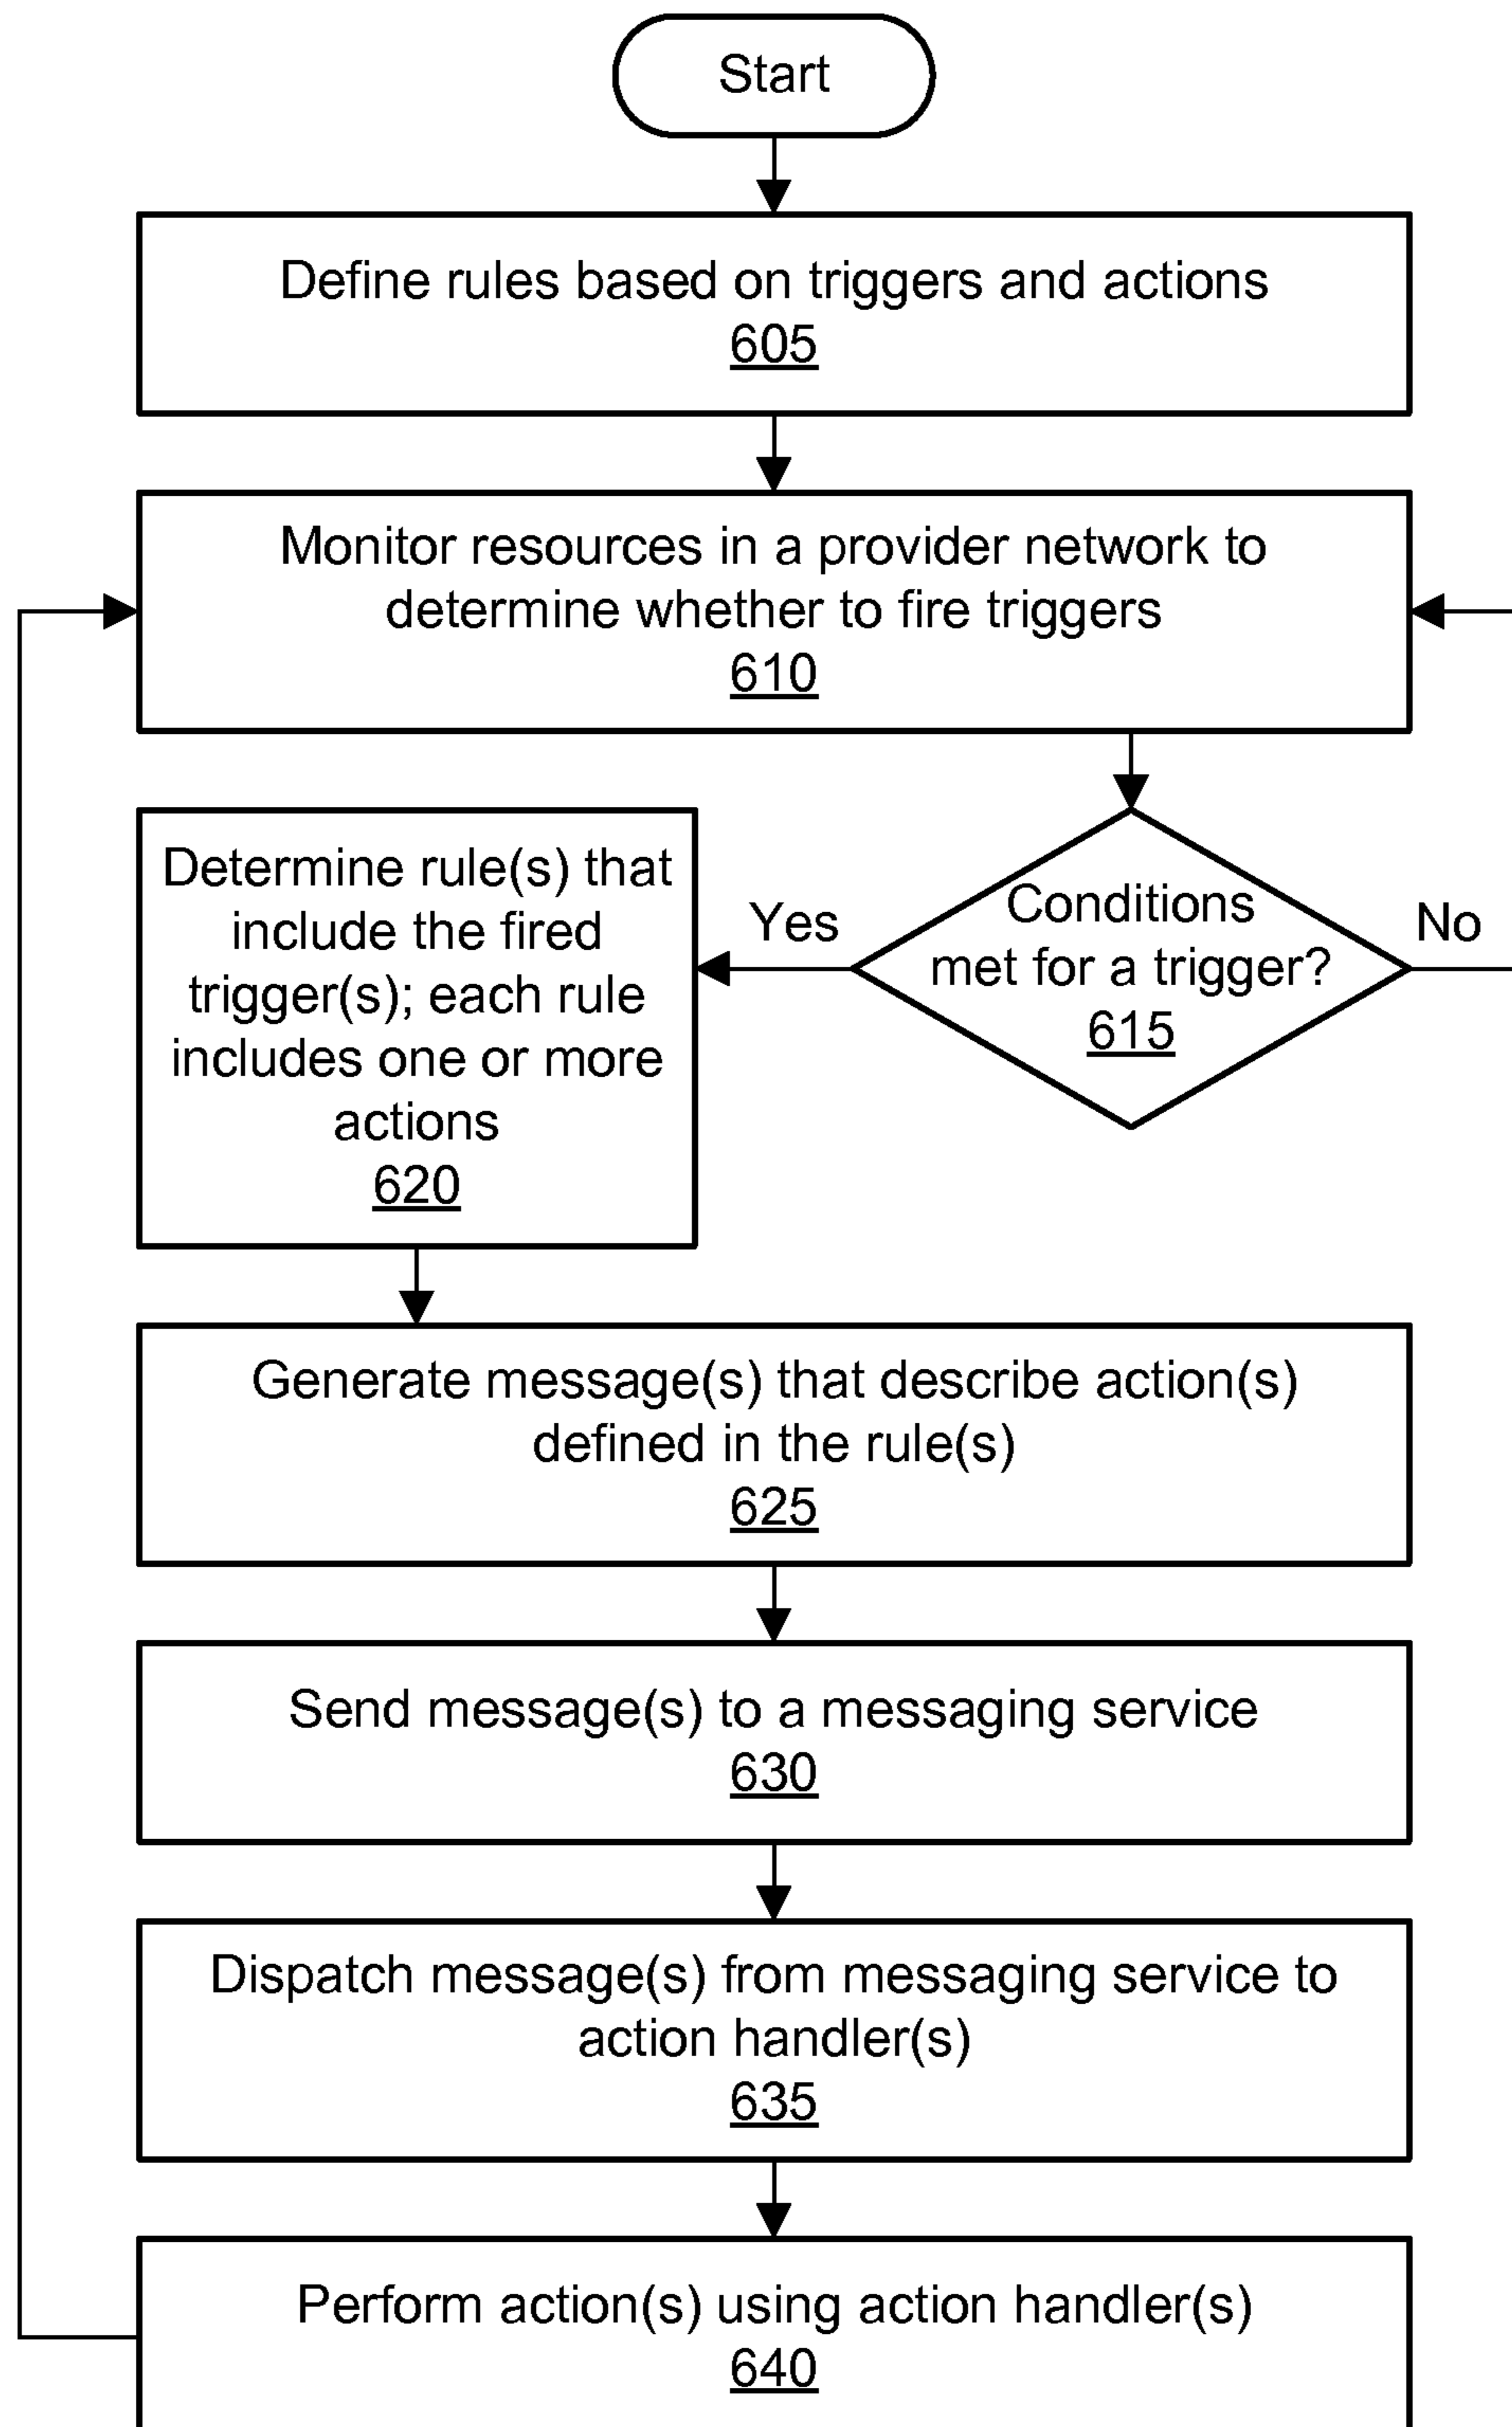 Start
Define rules based on triggers and actions
605
Monitor resources in a provider network to
determine whether to fire triggers
610
Conditions
met for a trigger?
615
Yes
No
Determine rule(s) that
include the fired
trigger(s); each rule
includes one or more
actions
620
Generate message(s) that describe action(s)
defined in the rule(s)
625
Send message(s) to a messaging service
630
Dispatch message(s) from messaging service to
action handler(s)
635
Perform action(s) using action handler(s)
640